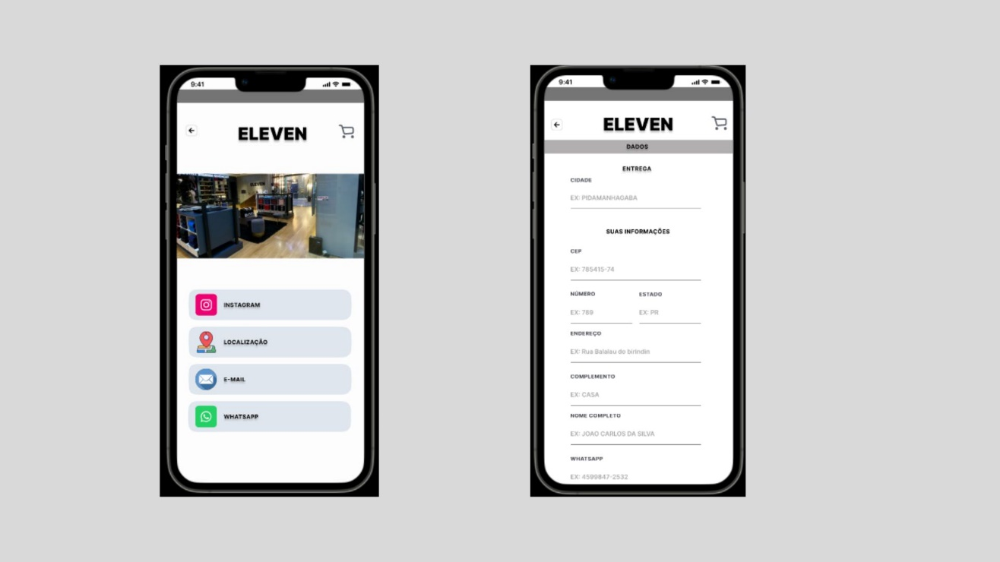 9:41
ELEVEN
ELEVEN
INSTAGRAM
LOCALIZAÇÃO
E-MAIL
WHATSAPP
9:41
ELEVEN
DADOS
ENTREGA
CIDADE
EX: PIDAMANHAGABA
SUAS INFORMAÇÕES
CEP
EX: 785415-74
NÚMERO ESTADO
EX: 789 EX: PR
ENDEREÇO
EX: Rua Balalau do birindin
COMPLEMENTO
EX: CASA
NOME COMPLETO
EX: JOAO CARLOS DA SILVA
WHATSAPP
EX: 4599847-2532